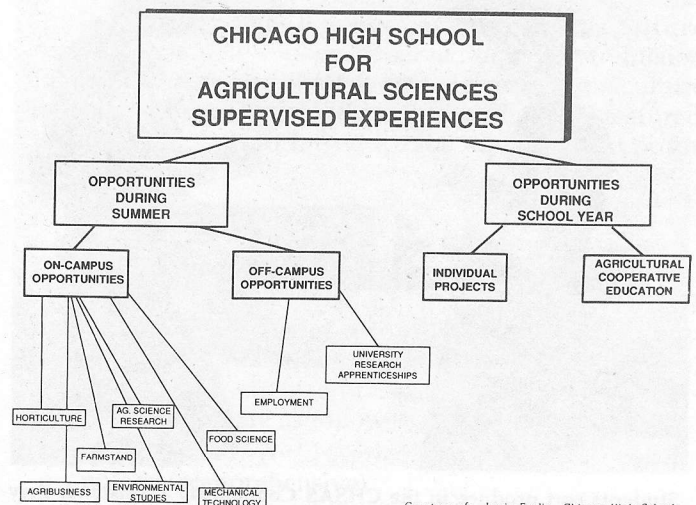 CHICAGO HIGH SCHOOL
FOR
AGRICULTURAL SCIENCES
SUPERVISED EXPERIENCES
OPPORTUNITIES
DURING
SUMMER
OPPORTUNITIES
DURING
SCHOOL YEAR
ON-CAMPUS
OPPORTUNITIES
OFF-CAMPUS
OPPORTUNITIES
INDIVIDUAL
PROJECTS
AGRICULTURAL
COOPERATIVE
EDUCATION
UNIVERSITY
RESEARCH
APPRENTICESHIPS
EMPLOYMENT
HORTICULTURE
AG. SCIENCE
RESEARCH
FOOD SCIENCE
FARMSTAND
AGRIBUSINESS
ENVIRONMENTAL
STUDIES
MECHANICAL
TECHNOLOGY